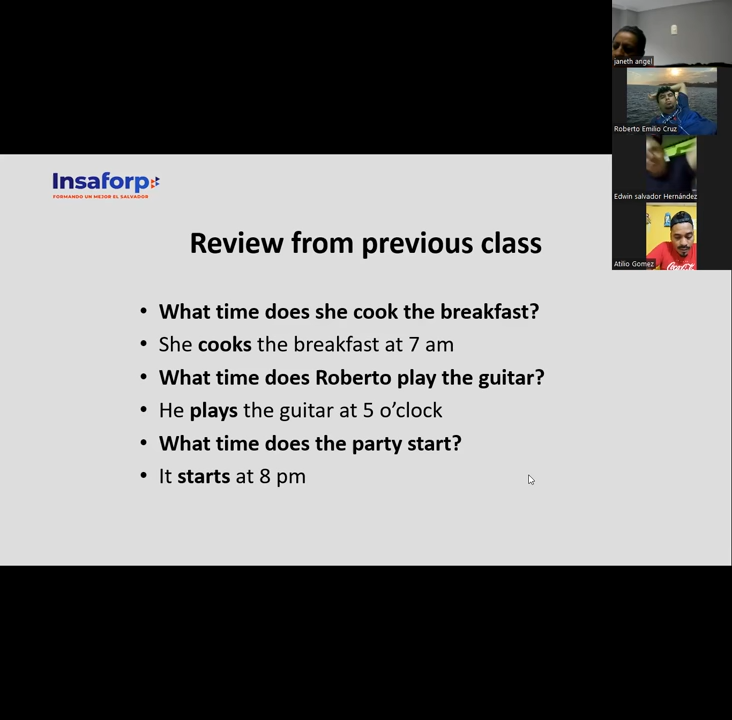 janeth angel
Roberto Emilio Cruz
Edwin salvador Hernández
Atilio Gomez
Insaforp
FORMANDO UN MEJOR EL SALVADOR
Review from previous class
• What time does she cook the breakfast?
• She cooks the breakfast at 7 am
• What time does Roberto play the guitar?
• He plays the guitar at 5 o’clock
• What time does the party start?
• It starts at 8 pm